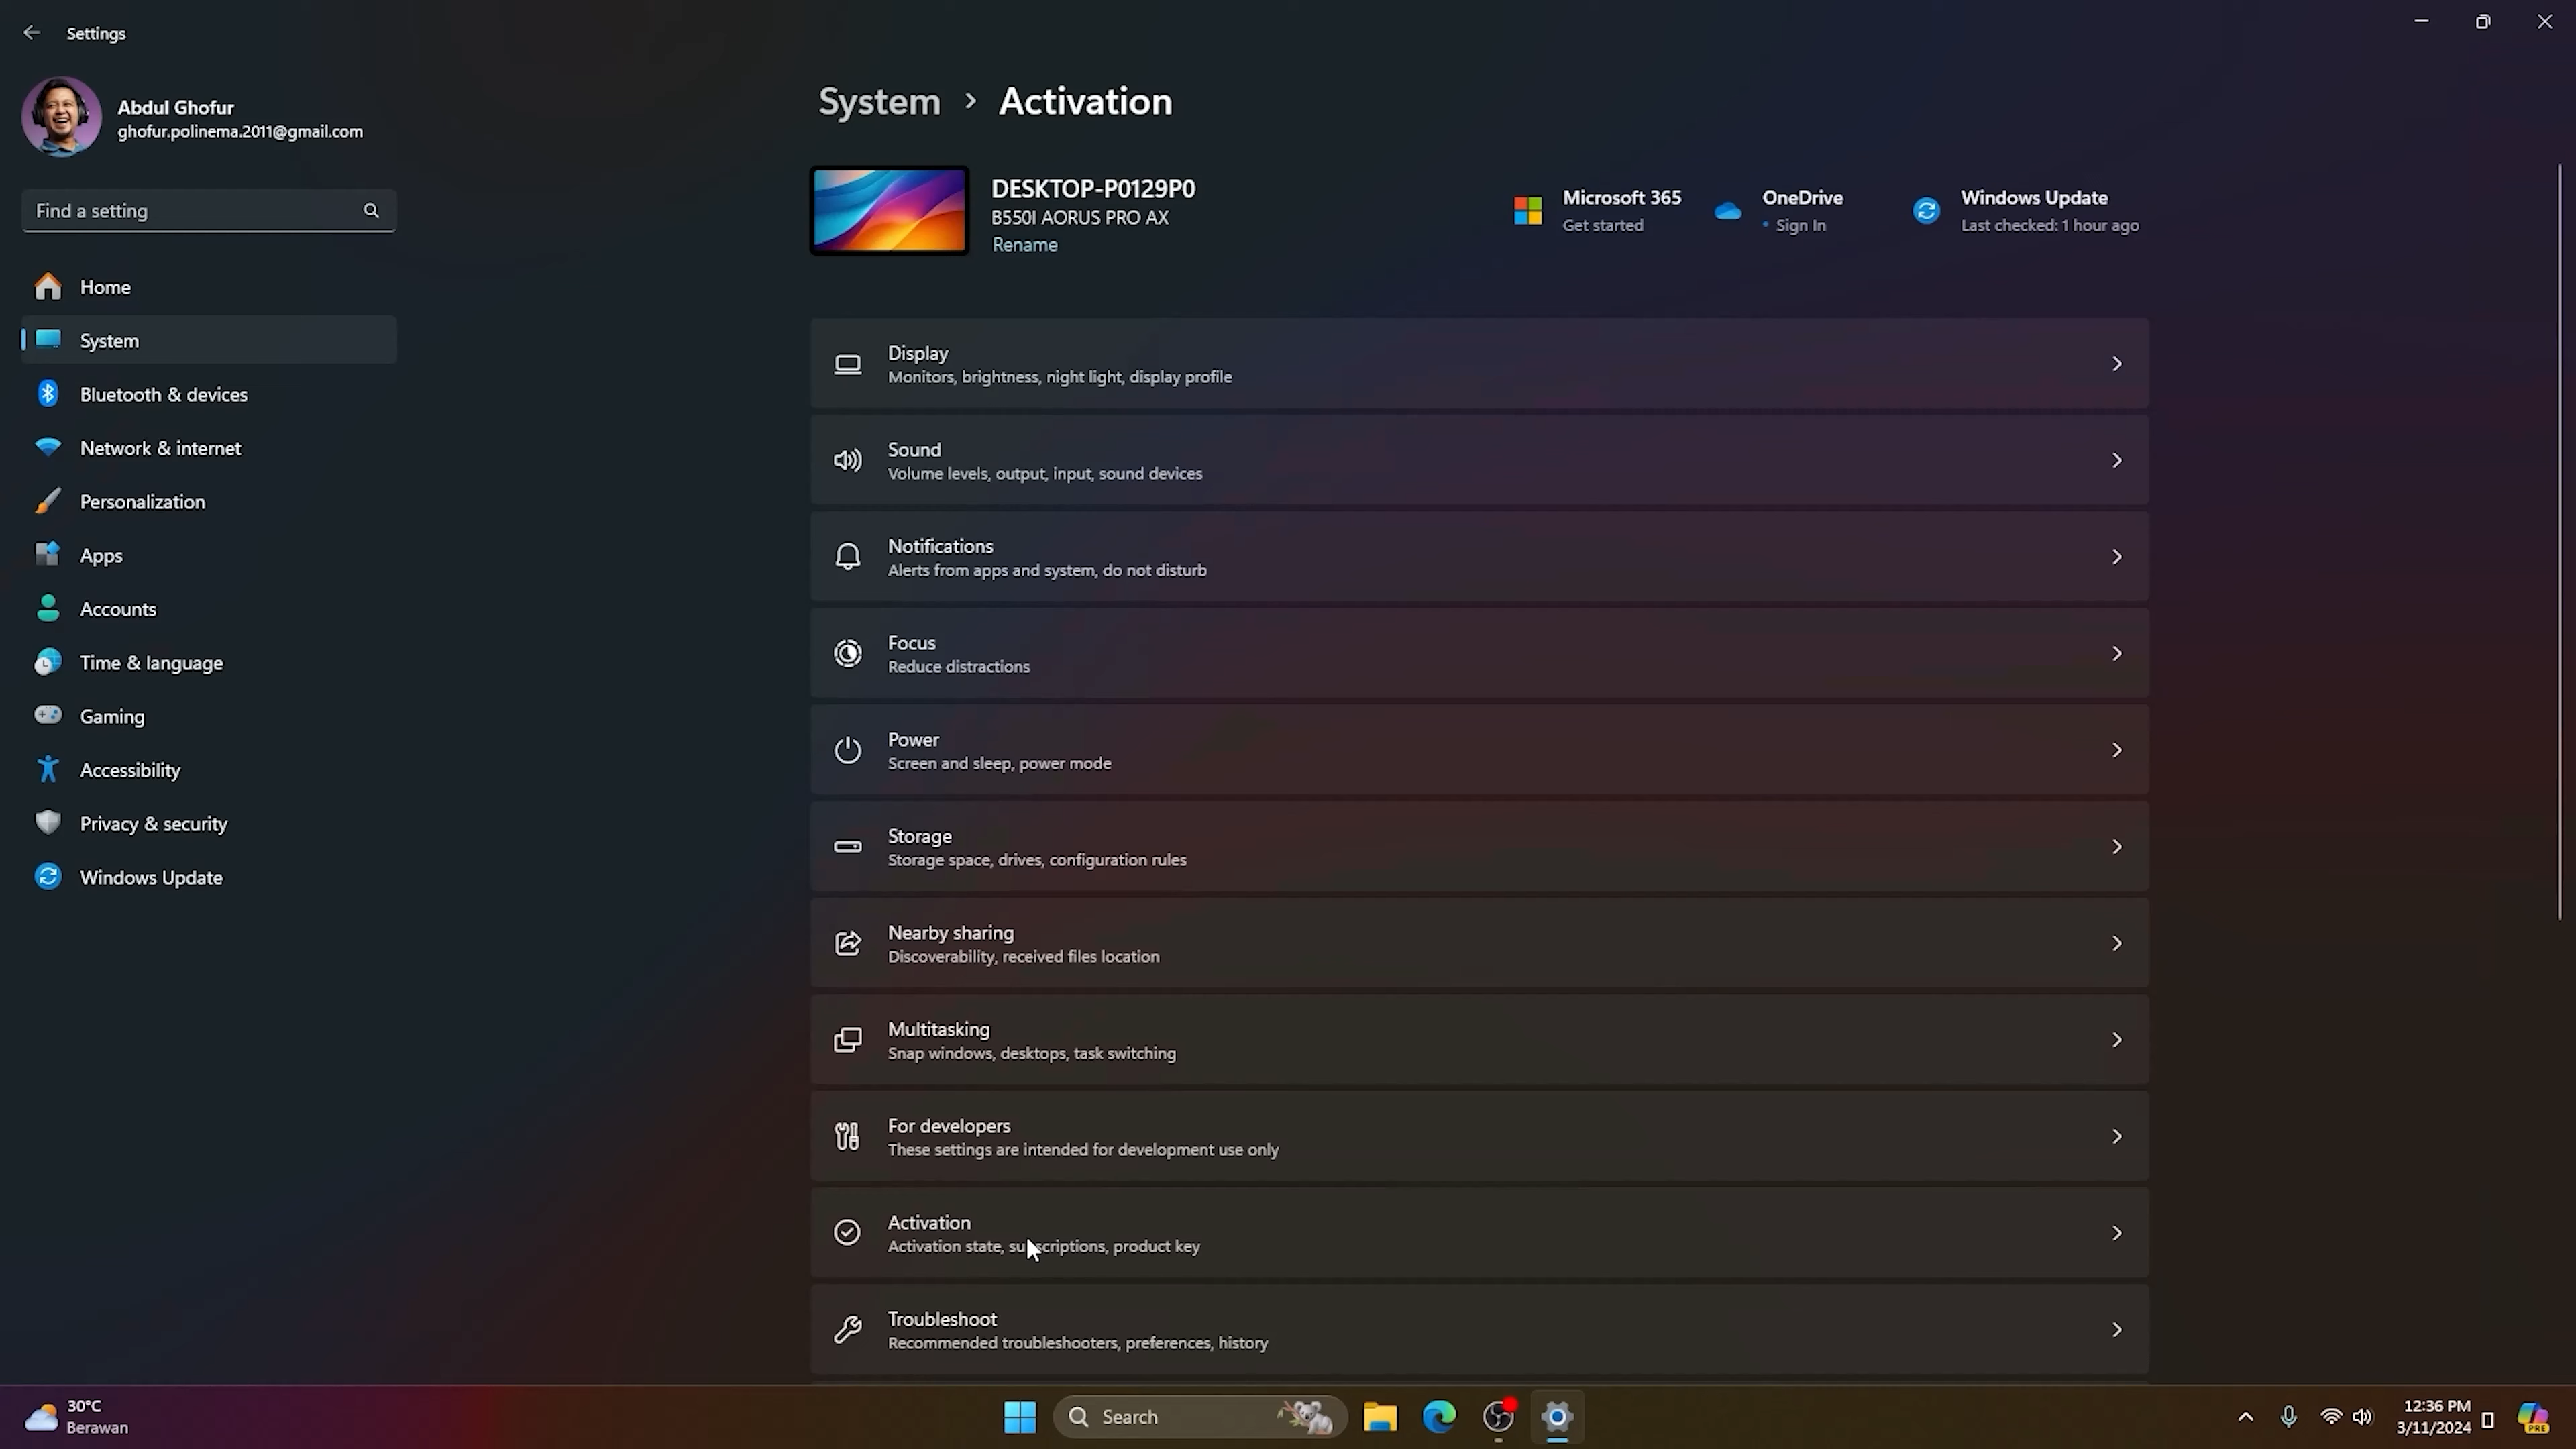 Settings
Abdul Ghofur
ghofur.polinema.2011@gmail.com
Find a setting
Home
System
Bluetooth & devices
Network & internet
Personalization
Apps
Accounts
Time & language
Gaming
Accessibility
Privacy & security
Windows Update
System > Activation
DESKTOP-P0129P0
B550I AORUS PRO AX
Rename
Microsoft 365
Get started
OneDrive
• Sign In
Windows Update
Last checked: 1 hour ago
Display
Monitors, brightness, night light, display profile
Sound
Volume levels, output, input, sound devices
Notifications
Alerts from apps and system, do not disturb
Focus
Reduce distractions
Power
Screen and sleep, power mode
Storage
Storage space, drives, configuration rules
Nearby sharing
Discoverability, received files location
Multitasking
Snap windows, desktops, task switching
For developers
These settings are intended for development use only
Activation
Activation state, subscriptions, product key
Troubleshoot
Recommended troubleshooters, preferences, history
30°C
Berawan
Search
12:36 PM
3/11/2024
PRE